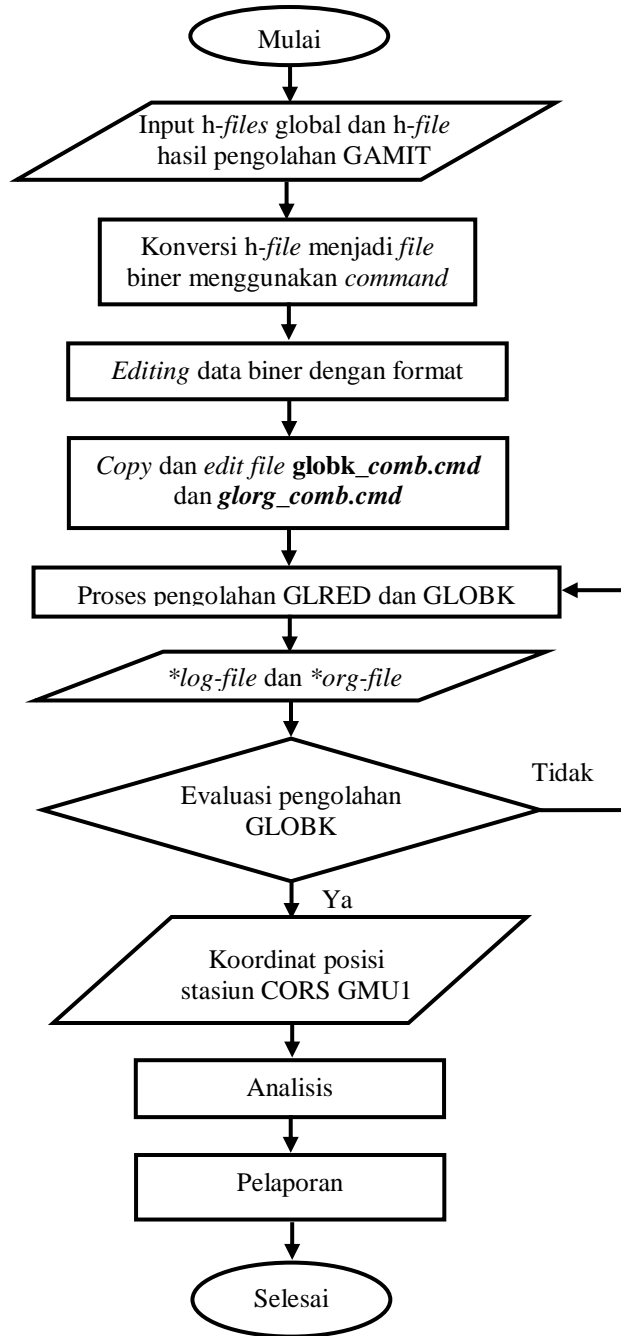 Mulai
Input h-files global dan h-file
hasil pengolahan GAMIT
Konversi h-file menjadi file
biner menggunakan command
Editing data biner dengan format
Copy dan edit file globk_comb.cmd
dan glorg_comb.cmd
Proses pengolahan GLRED dan GLOBK
*log-file dan *org-file
Evaluasi pengolahan
GLOBK
Tidak
Ya
Koordinat posisi
stasiun CORS GMU1
Analisis
Pelaporan
Selesai